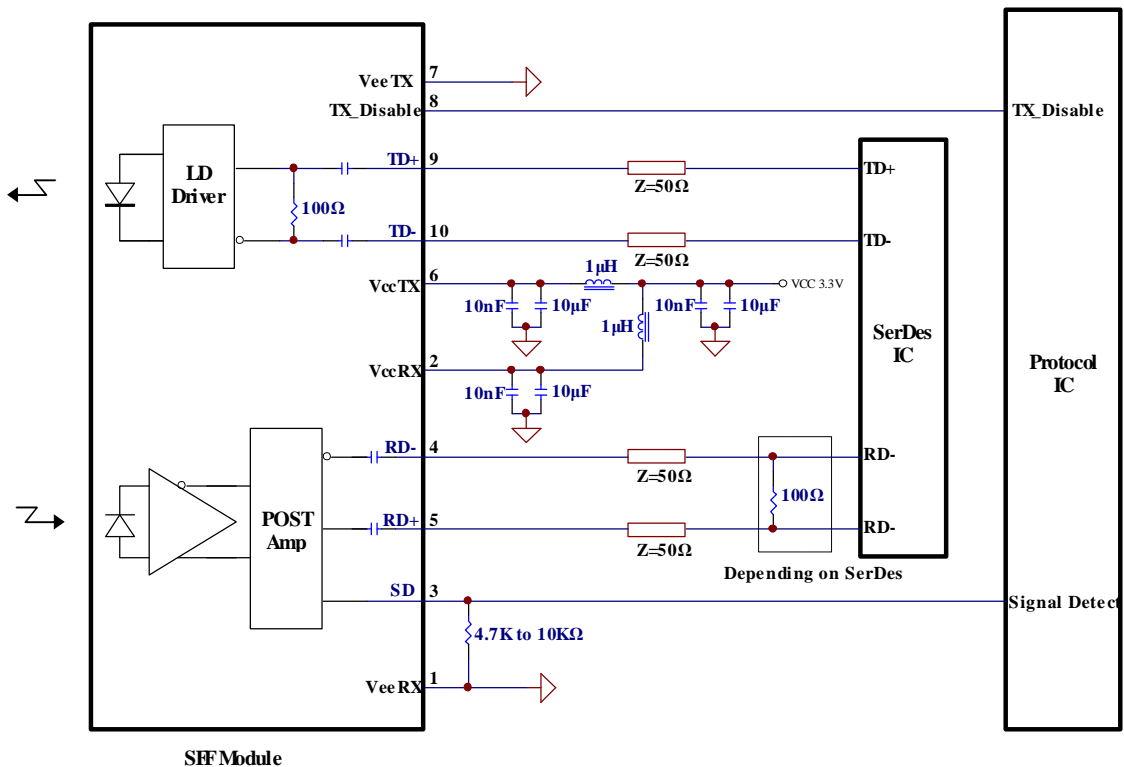 VeeTX
7
TX_Disable
8
TX_Disable
LD
Driver
100Ω
TD+
9
Z=50Ω
TD+
TD-
10
Z=50Ω
TD-
VccTX
6
10nF
10µF
1µH
1µH
10nF
10µF
VCC 3.3V
SerDes
IC
Protocol
IC
VccRX
2
10nF
10µF
RD-
4
Z=50Ω
RD-
100Ω
POST
Amp
RD+
5
Z=50Ω
RD-
Depending on SerDes
SD
3
Signal Detect
4.7K to 10KΩ
VeeRX
1
SFF Module